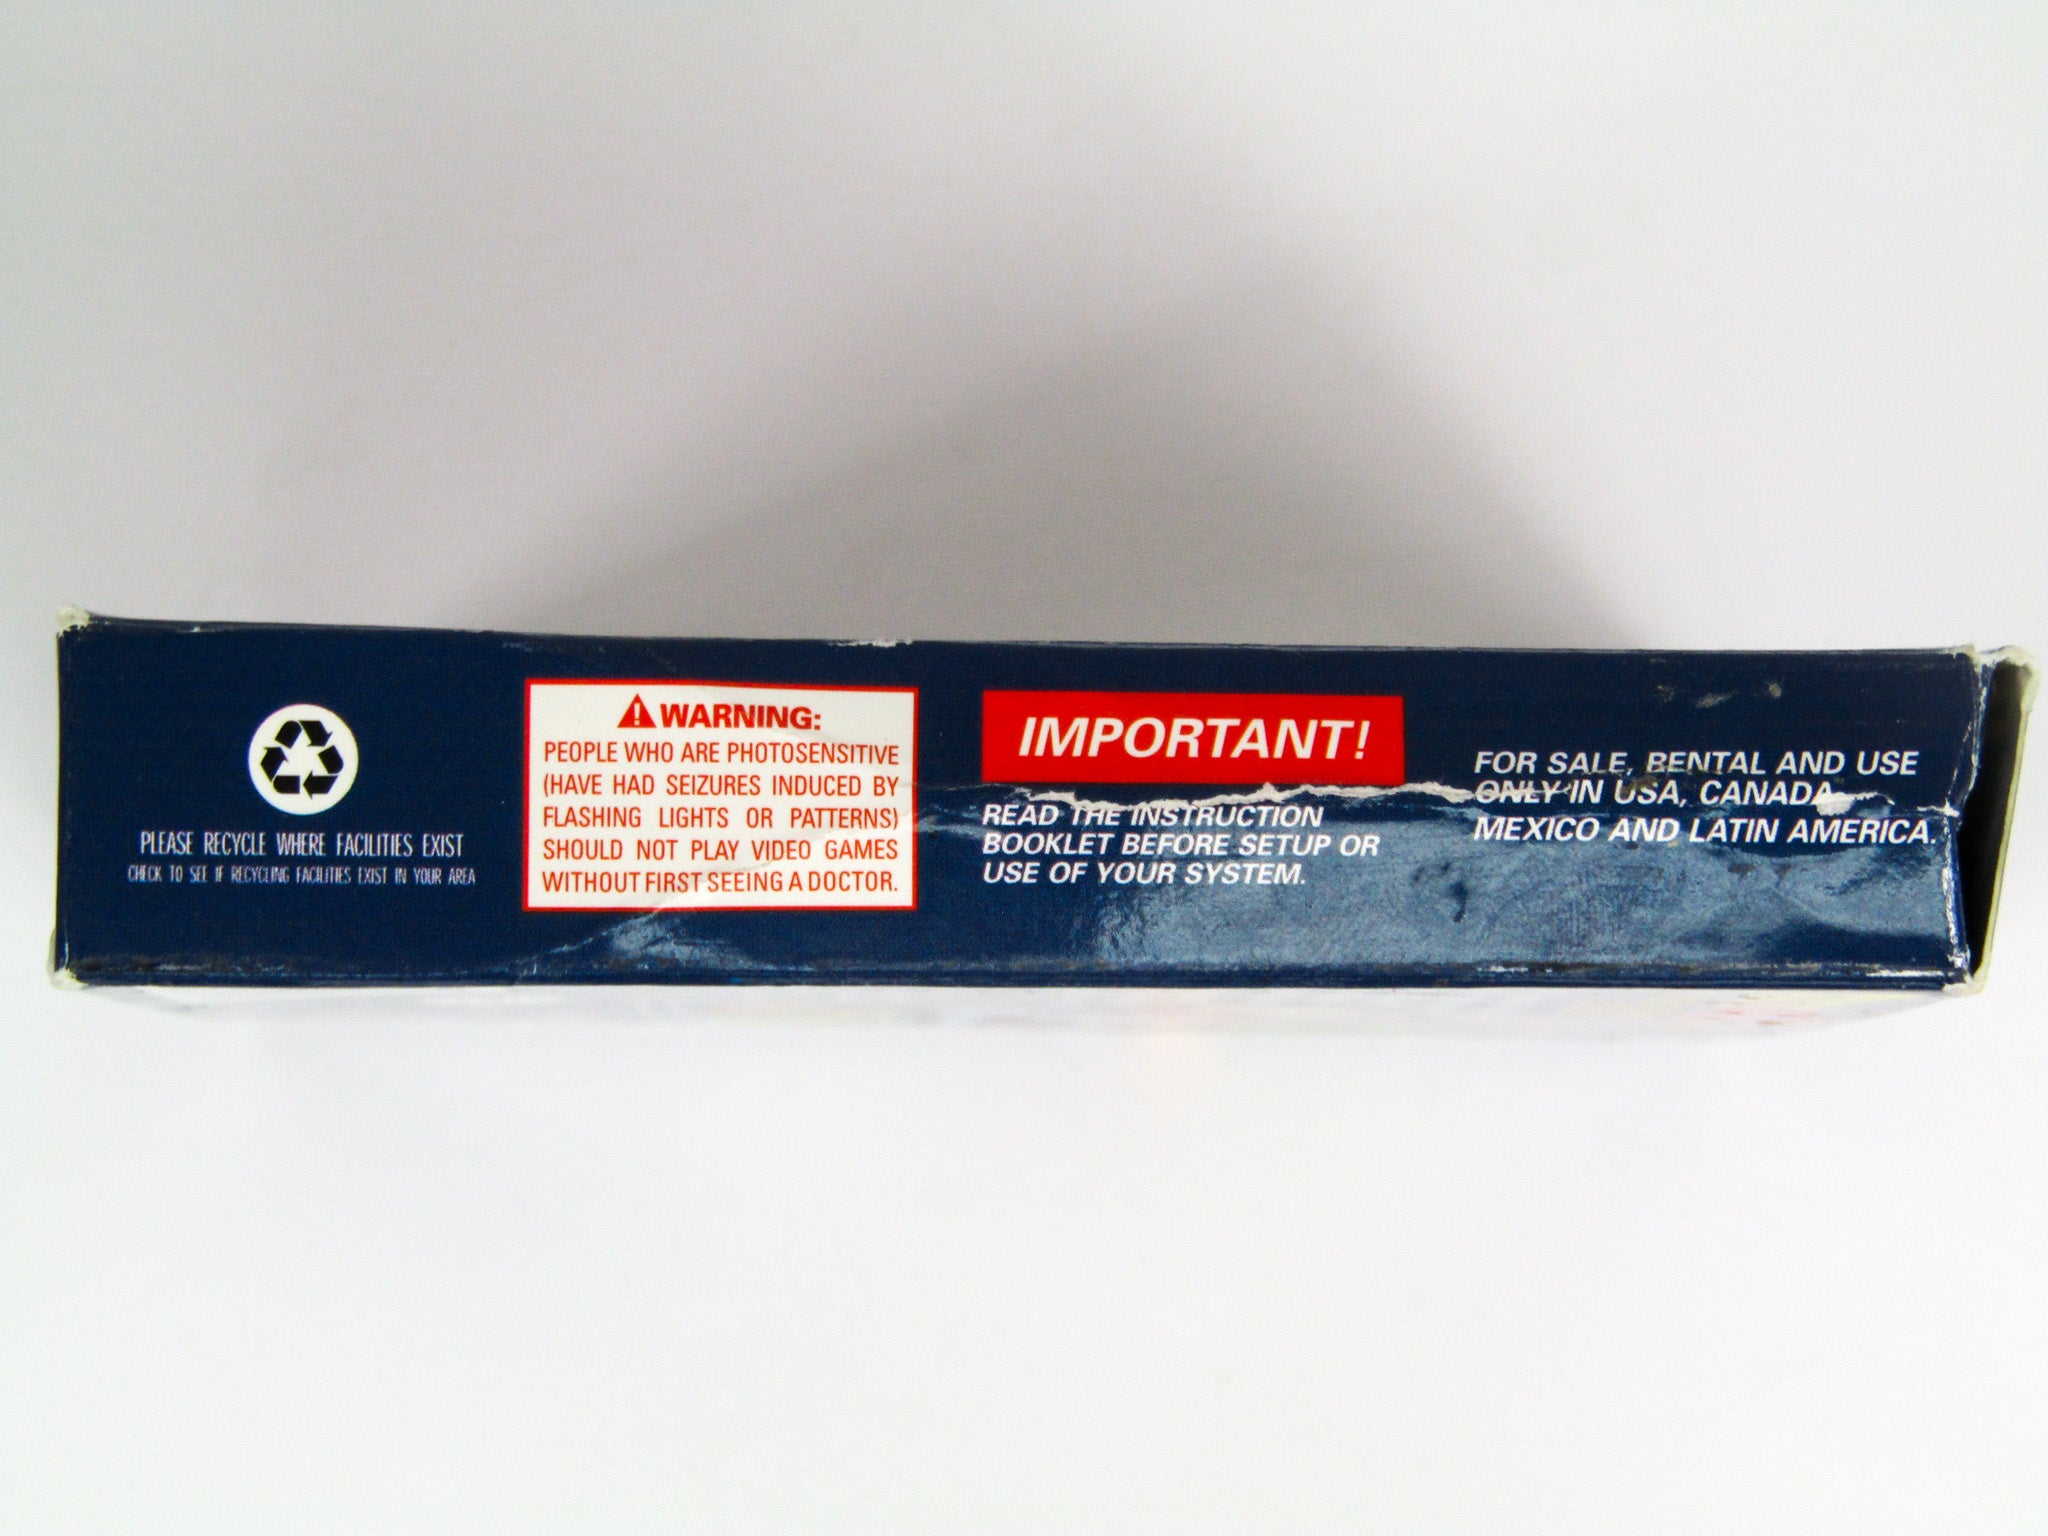 PLEASE RECYCLE WHERE FACILITIES EXIST
CHECK TO SEE IF RECYCLING FACILITIES EXIST IN YOUR AREA
WARNING:
PEOPLE WHO ARE PHOTOSENSITIVE
(HAVE HAD SEIZURES INDUCED BY
FLASHING LIGHTS OR PATTERNS)
SHOULD NOT PLAY VIDEO GAMES
WITHOUT FIRST SEEING A DOCTOR.
IMPORTANT!
READ THE INSTRUCTION
BOOKLET BEFORE SETUP OR
USE OF YOUR SYSTEM.
FOR SALE, RENTAL AND USE
ONLY IN USA, CANADA,
MEXICO AND LATIN AMERICA.